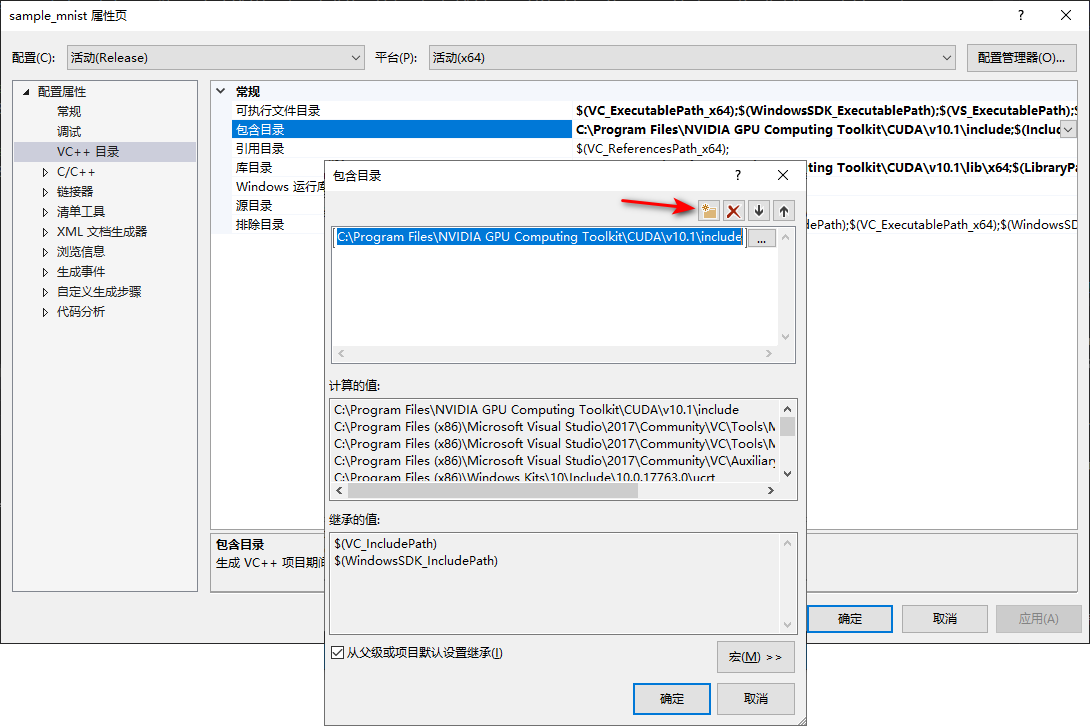 sample_mnist 属性页
配置(C): 活动(Release) 平台(P): 活动(x64) 配置管理器(O)...
配置属性
常规
调试
VC++ 目录
C/C++
链接器
清单工具
XML 文档生成器
浏览信息
生成事件
自定义生成步骤
代码分析
常规
可执行文件目录 $(VC_ExecutablePath_x64);$(WindowsSDK_ExecutablePath);$(VS_ExecutablePath);$
包含目录 C:\Program Files\NVIDIA GPU Computing Toolkit\CUDA\v10.1\include;$(Includ
引用目录 $(VC_ReferencesPath_x64);
库目录 ng Toolkit\CUDA\v10.1\lib\x64;$(LibraryPa
Windows 运行库
源目录
排除目录 dePath);$(VC_ExecutablePath_x64);$(WindowsSD
包含目录
生成 VC++ 项目期间
确定 取消 应用(A)
包含目录
C:\Program Files\NVIDIA GPU Computing Toolkit\CUDA\v10.1\include ...
计算的值:
C:\Program Files\NVIDIA GPU Computing Toolkit\CUDA\v10.1\include
C:\Program Files (x86)\Microsoft Visual Studio\2017\Community\VC\Tools\M
C:\Program Files (x86)\Microsoft Visual Studio\2017\Community\VC\Tools\M
C:\Program Files (x86)\Microsoft Visual Studio\2017\Community\VC\Auxiliary
C:\Program Files (x86)\Windows Kits\10\Include\10.0.17763.0\ucrt
继承的值:
$(VC_IncludePath)
$(WindowsSDK_IncludePath)
从父级或项目默认设置继承(I)
宏(M) >>
确定 取消